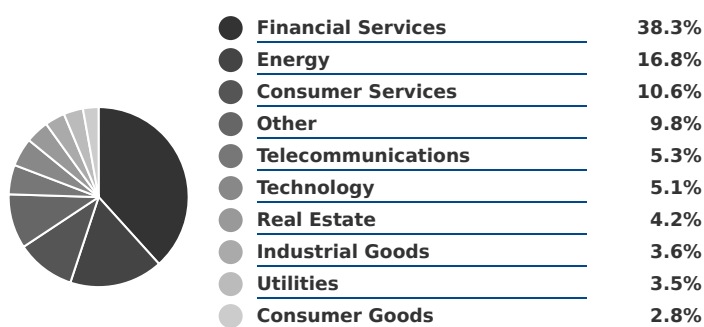 Financial Services 38.3%
Energy 16.8%
Consumer Services 10.6%
Other 9.8%
Telecommunications 5.3%
Technology 5.1%
Real Estate 4.2%
Industrial Goods 3.6%
Utilities 3.5%
Consumer Goods 2.8%